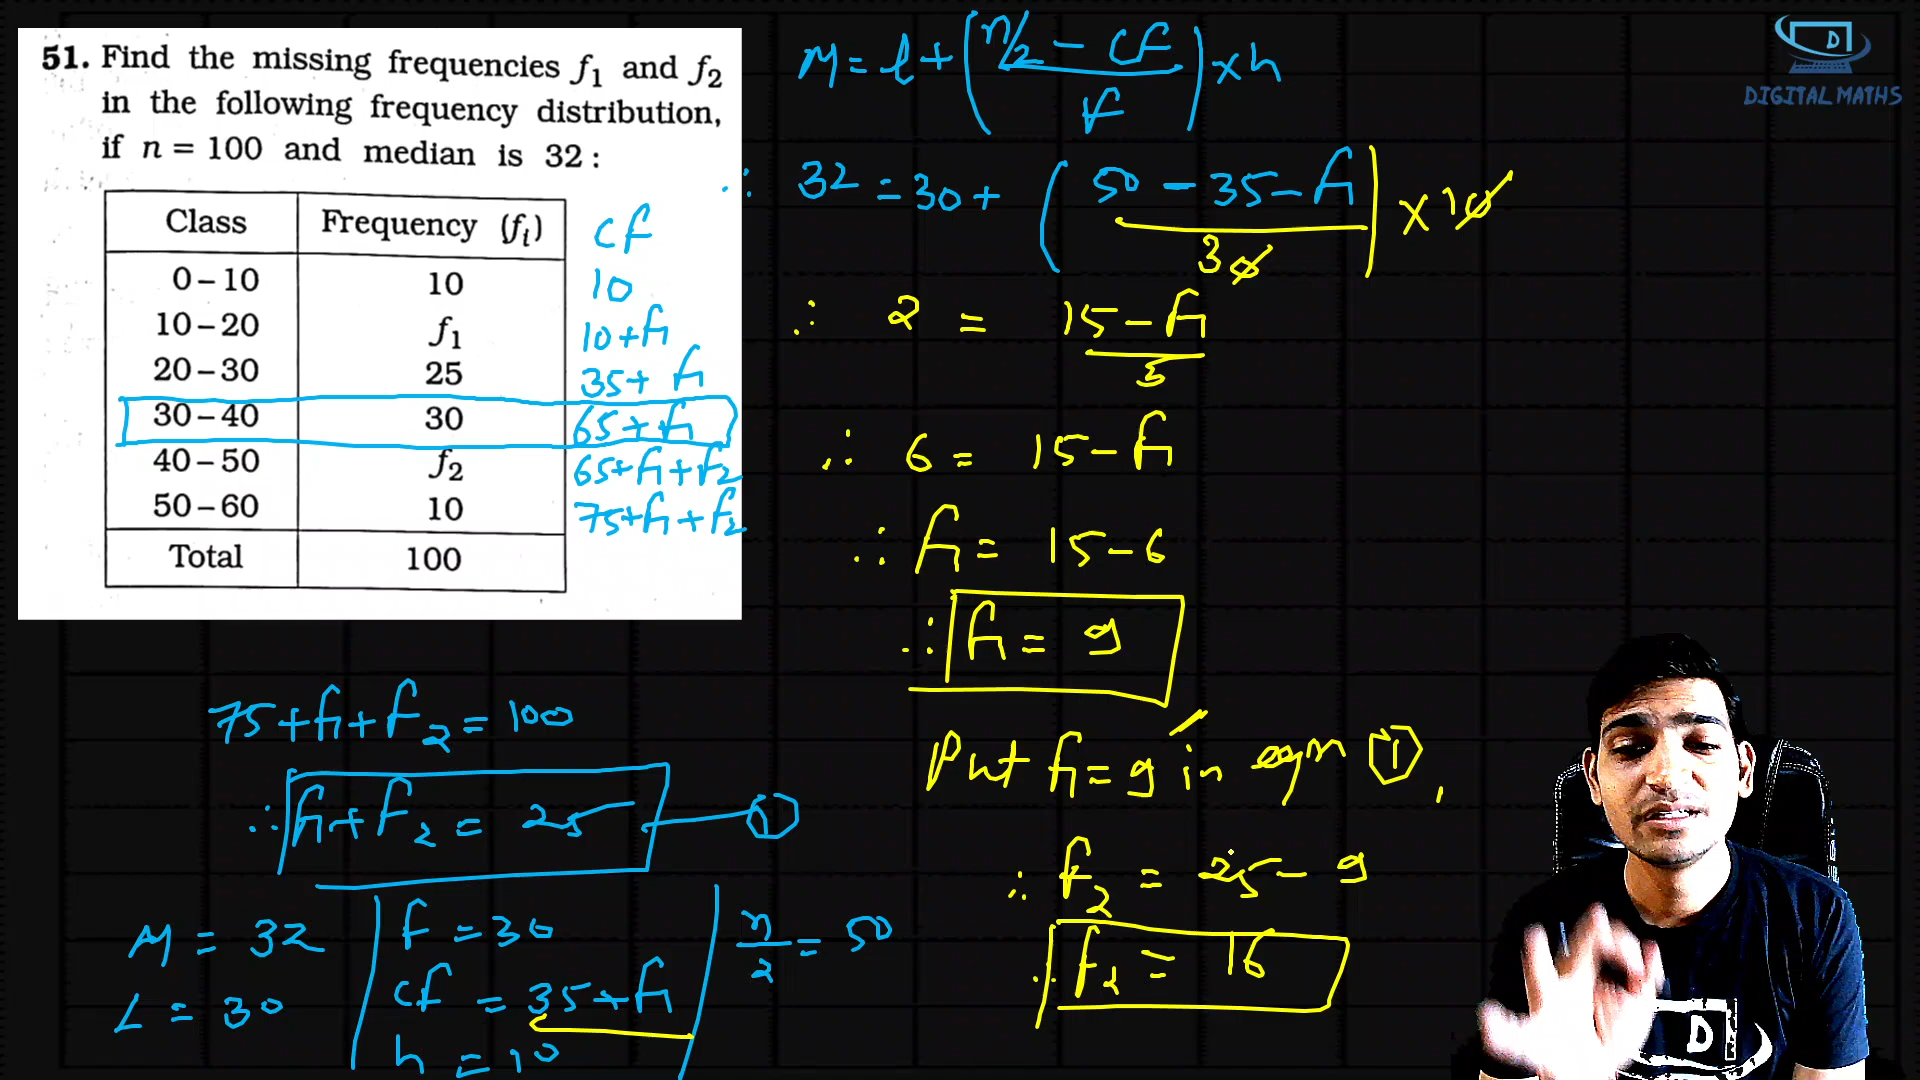 51. Find the missing frequencies f₁ and f₂
in the following frequency distribution,
if n = 100 and median is 32 :
Class Frequency (fᵢ) cf
0 – 10 10 10
10 – 20 f₁ 10+f₁
20 – 30 25 35+f₁
30 – 40 30 65+f₁
40 – 50 f₂ 65+f₁+f₂
50 – 60 10 75+f₁+f₂
Total 100
75+f₁+f₂ = 100
∴ f₁+f₂ = 25 — ①
M = 32
L = 30
f = 30
cf = 35+f₁
h = 10
n/2 = 50
M = l + ( (n/2 − cf) / f ) × h
∴ 32 = 30 + ( (50 − 35 − f₁) / 30 ) × 10
∴ 2 = (15 − f₁) / 3
∴ 6 = 15 − f₁
∴ f₁ = 15 − 6
∴ f₁ = 9
Put f₁ = 9 in eqn ①,
∴ f₂ = 25 − 9
∴ f₂ = 16
D
DIGITAL MATHS
D